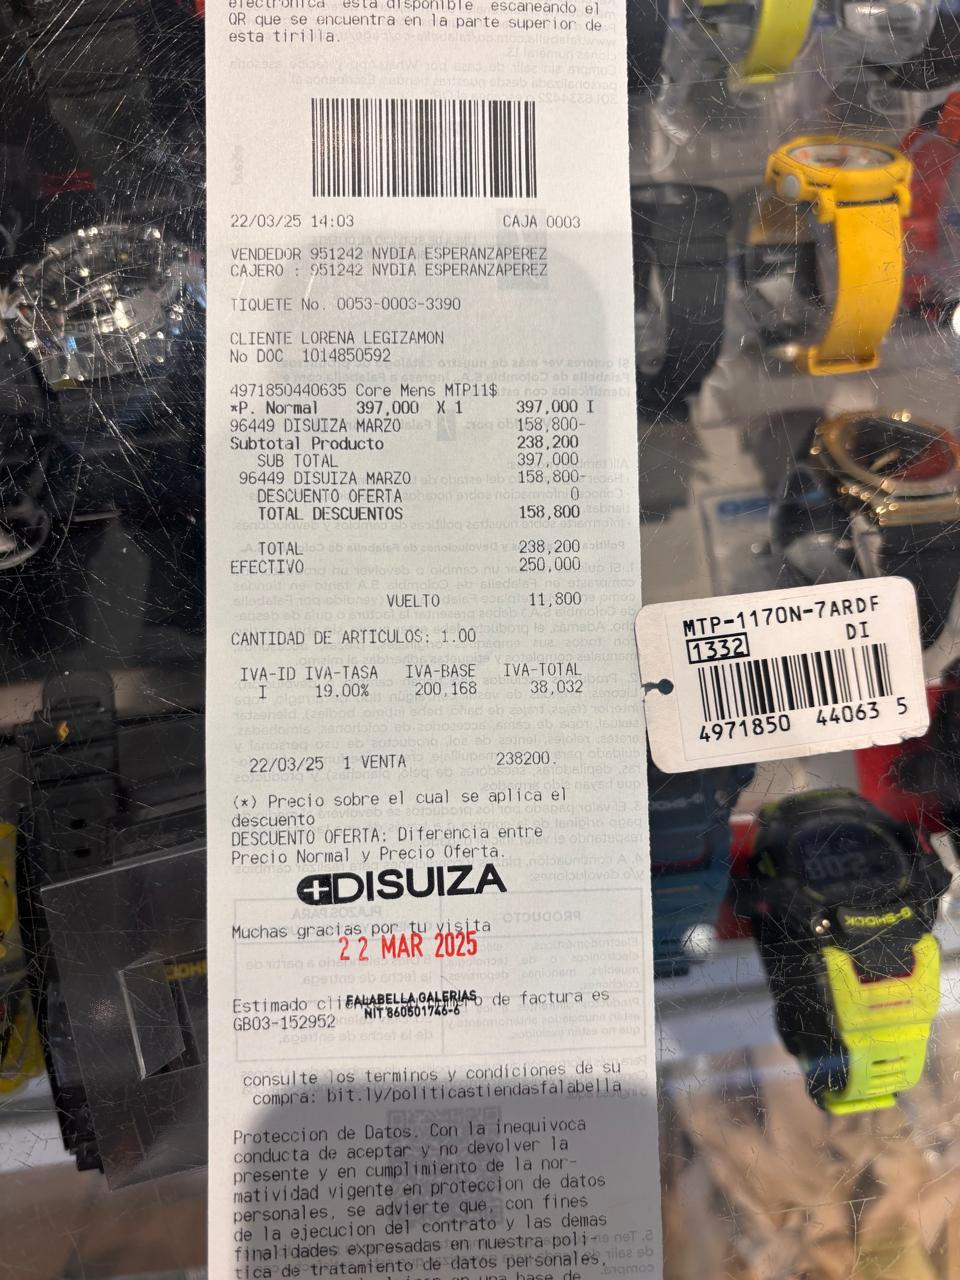 electronica esta disponible escaneando el
QR que se encuentra en la parte superior de
esta tirilla.
22/03/25 14:03 CAJA 0003
VENDEDOR 951242 NYDIA ESPERANZAPEREZ
CAJERO : 951242 NYDIA ESPERANZAPEREZ
TIQUETE No. 0053-0003-3390
CLIENTE LORENA LEGIZAMON
No DOC 1014850592
4971850440635 Core Mens MTP11$
*P. Normal 397,000 X 1 397,000 I
96449 DISUIZA MARZO 158,800-
Subtotal Producto 238,200
SUB TOTAL 397,000
96449 DISUIZA MARZO 158,800-
DESCUENTO OFERTA 0
TOTAL DESCUENTOS 158,800
TOTAL 238,200
EFECTIVO 250,000
VUELTO 11,800
CANTIDAD DE ARTICULOS: 1.00
IVA-ID IVA-TASA IVA-BASE IVA-TOTAL
I 19.00% 200,168 38,032
22/03/25 1 VENTA 238200.
(*) Precio sobre el cual se aplica el
descuento
DESCUENTO OFERTA: Diferencia entre
Precio Normal y Precio Oferta.
DISUIZA
Muchas gracias por tu visita
22 MAR 2025
FALABELLA GALERIAS
NIT 860501746-6
Estimado de factura es
GB03-152952
consulte los terminos y condiciones de su
compra: bit.ly/politicastiendasfalabella
Proteccion de Datos. Con la inequivoca
conducta de aceptar y no devolver la
presente y en cumplimiento de la nor-
matividad vigente en proteccion de datos
personales, se advierte que, con fines
de la ejecucion del contrato y las demas
finalidades expresadas en nuestra poli-
tica de tratamiento de datos personales,
MTP-1170N-7ARDF
1332 DI
4971850 44063 5
G-SHOCK